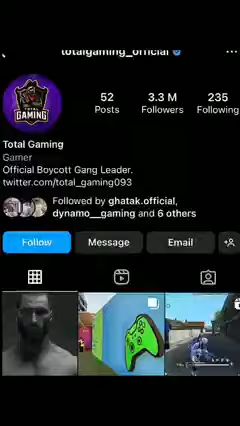 totalgaming_official
TOTAL
GAMING
52
Posts
3.3 M
Followers
235
Following
Total Gaming
Gamer
Official Boycott Gang Leader.
twitter.com/total_gaming093
Followed by ghatak.official,
dynamo__gaming and 6 others
Follow
Message
Email